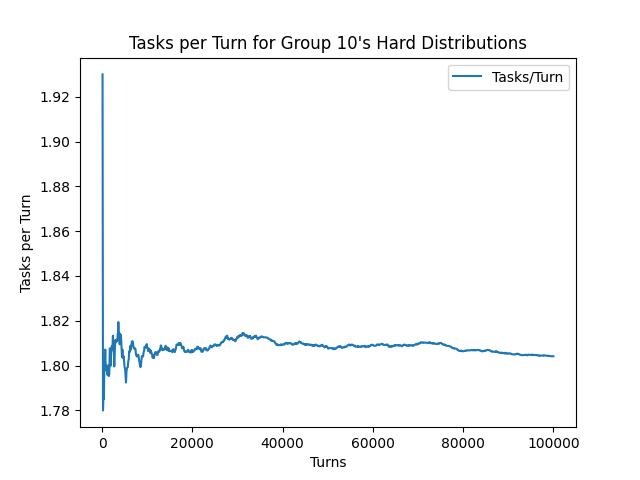 Tasks per Turn for Group 10's Hard Distributions
Tasks/Turn
1.92
1.90
1.88
1.86
1.84
1.82
1.80
1.78
Tasks per Turn
0 20000 40000 60000 80000 100000
Turns